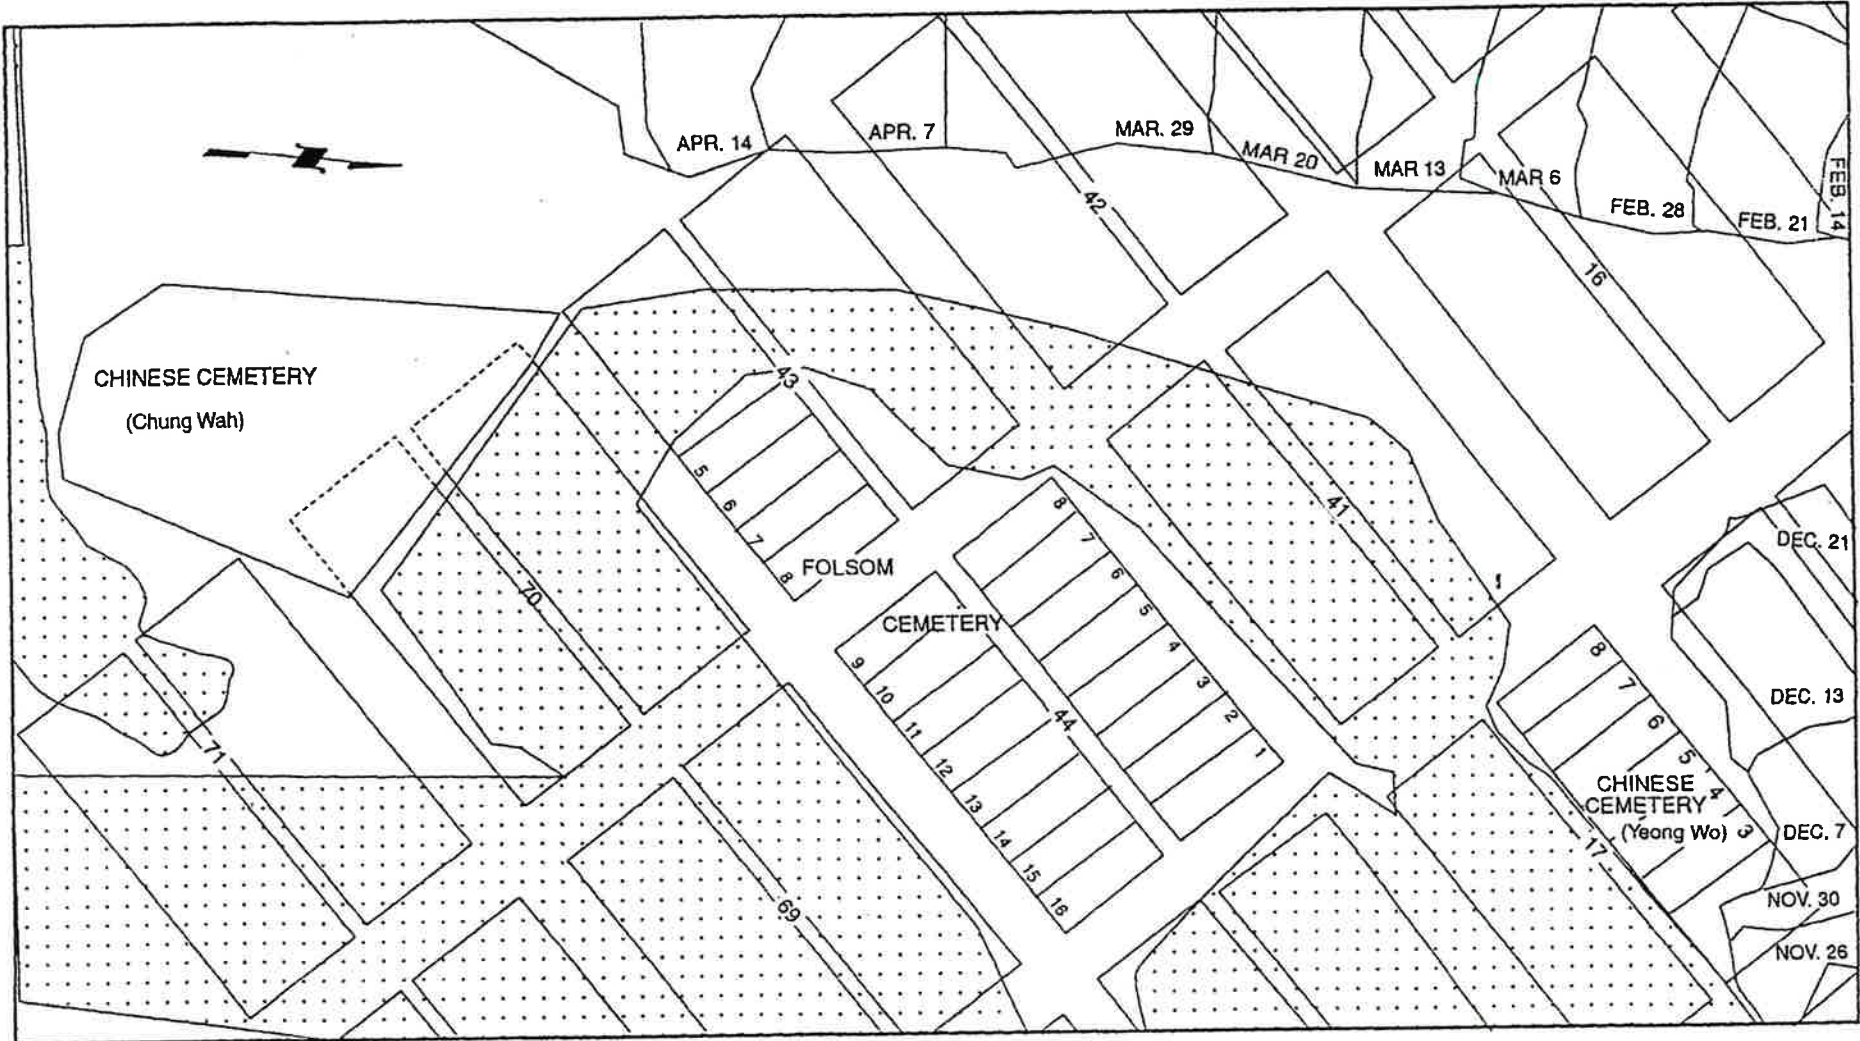 APR. 14
APR. 7
MAR. 29
MAR 20
MAR 13
MAR 6
FEB. 28
FEB. 21
FEB. 14
42
16
CHINESE CEMETERY
(Chung Wah)
43
5
6
7
8
FOLSOM
CEMETERY
70
71
69
41
8
7
6
5
4
3
2
1
44
9
10
11
12
13
14
15
16
17
8
7
6
5
4
3
CHINESE
CEMETERY
(Yeong Wo)
DEC. 21
DEC. 13
DEC. 7
NOV. 30
NOV. 26